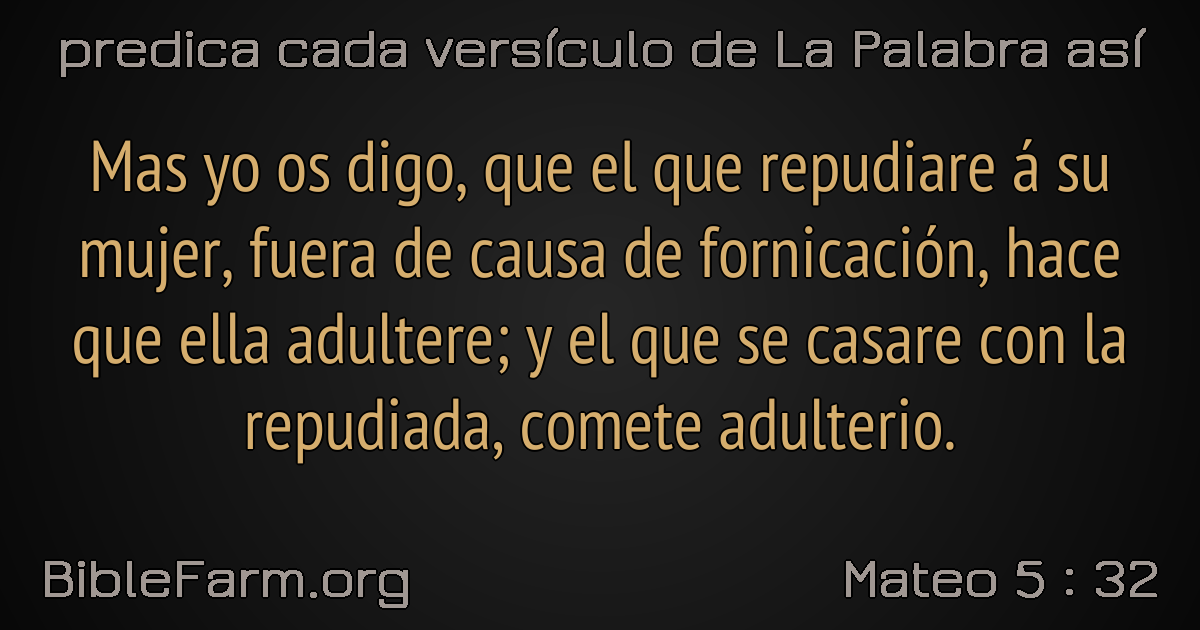 predica cada versículo de La Palabra así
Mas yo os digo, que el que repudiare á su
mujer, fuera de causa de fornicación, hace
que ella adultere; y el que se casare con la
repudiada, comete adulterio.
BibleFarm.org
Mateo 5 : 32